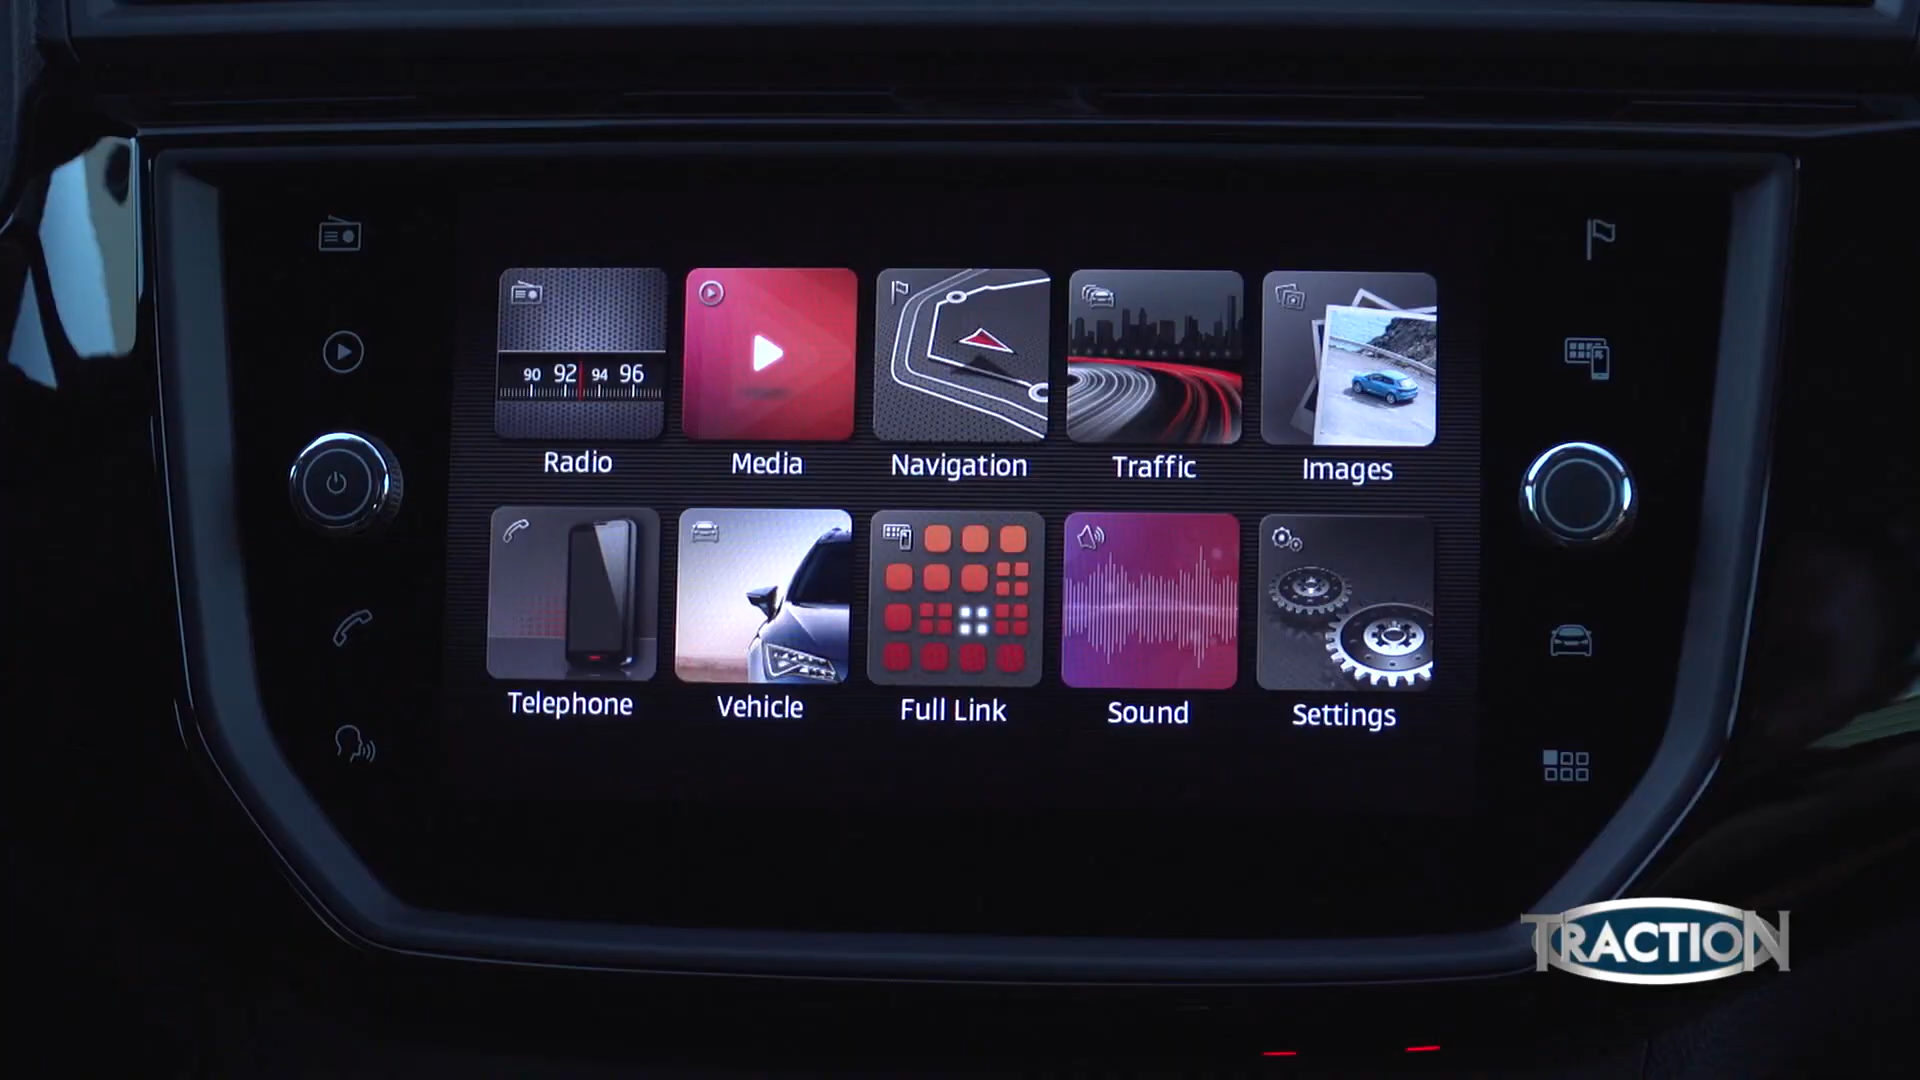 90 92 94 96
Radio
Media
Navigation
Traffic
Images
Telephone
Vehicle
Full Link
Sound
Settings
TRACTION